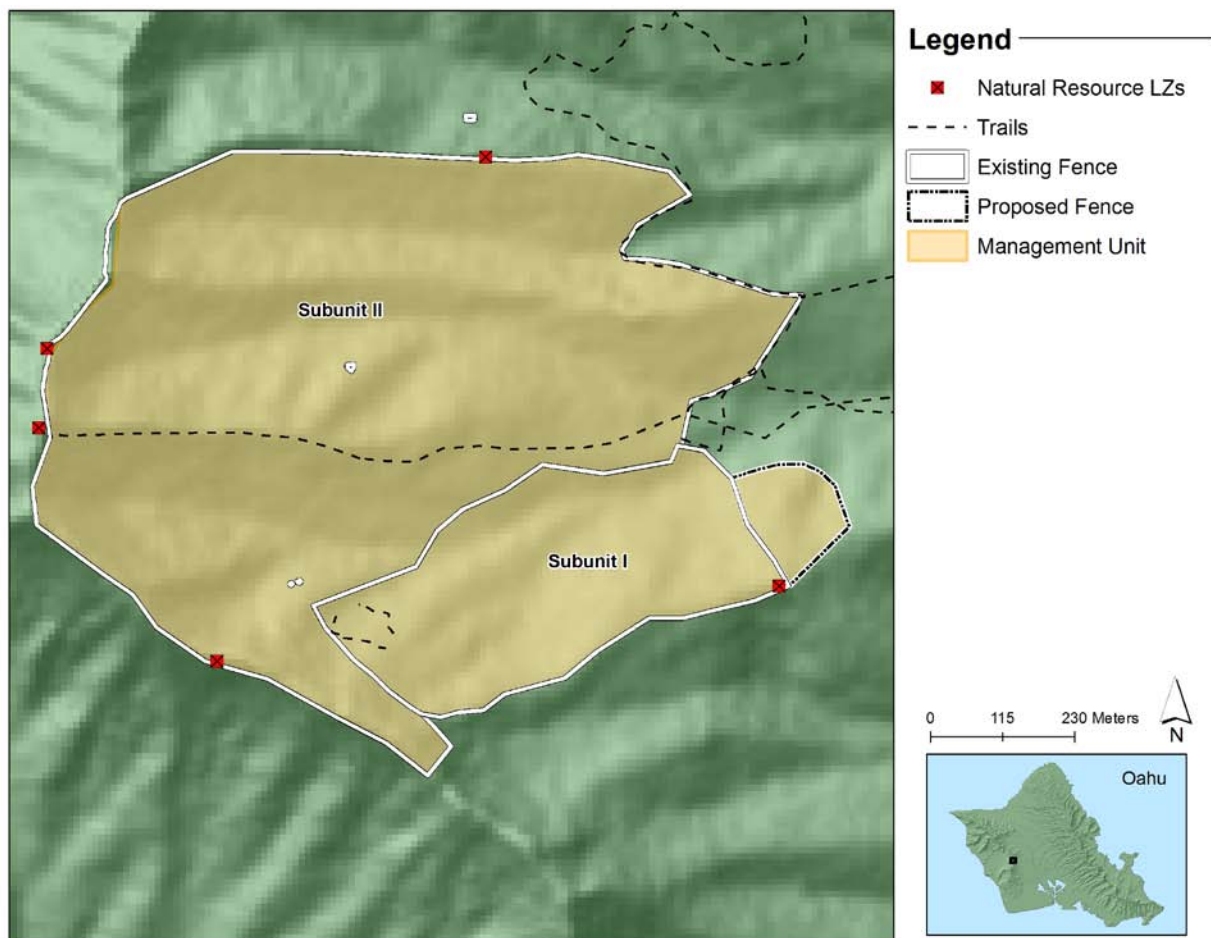 Legend
Natural Resource LZs
Trails
Existing Fence
Proposed Fence
Management Unit
Subunit II
Subunit I
0 115 230 Meters
N
Oahu